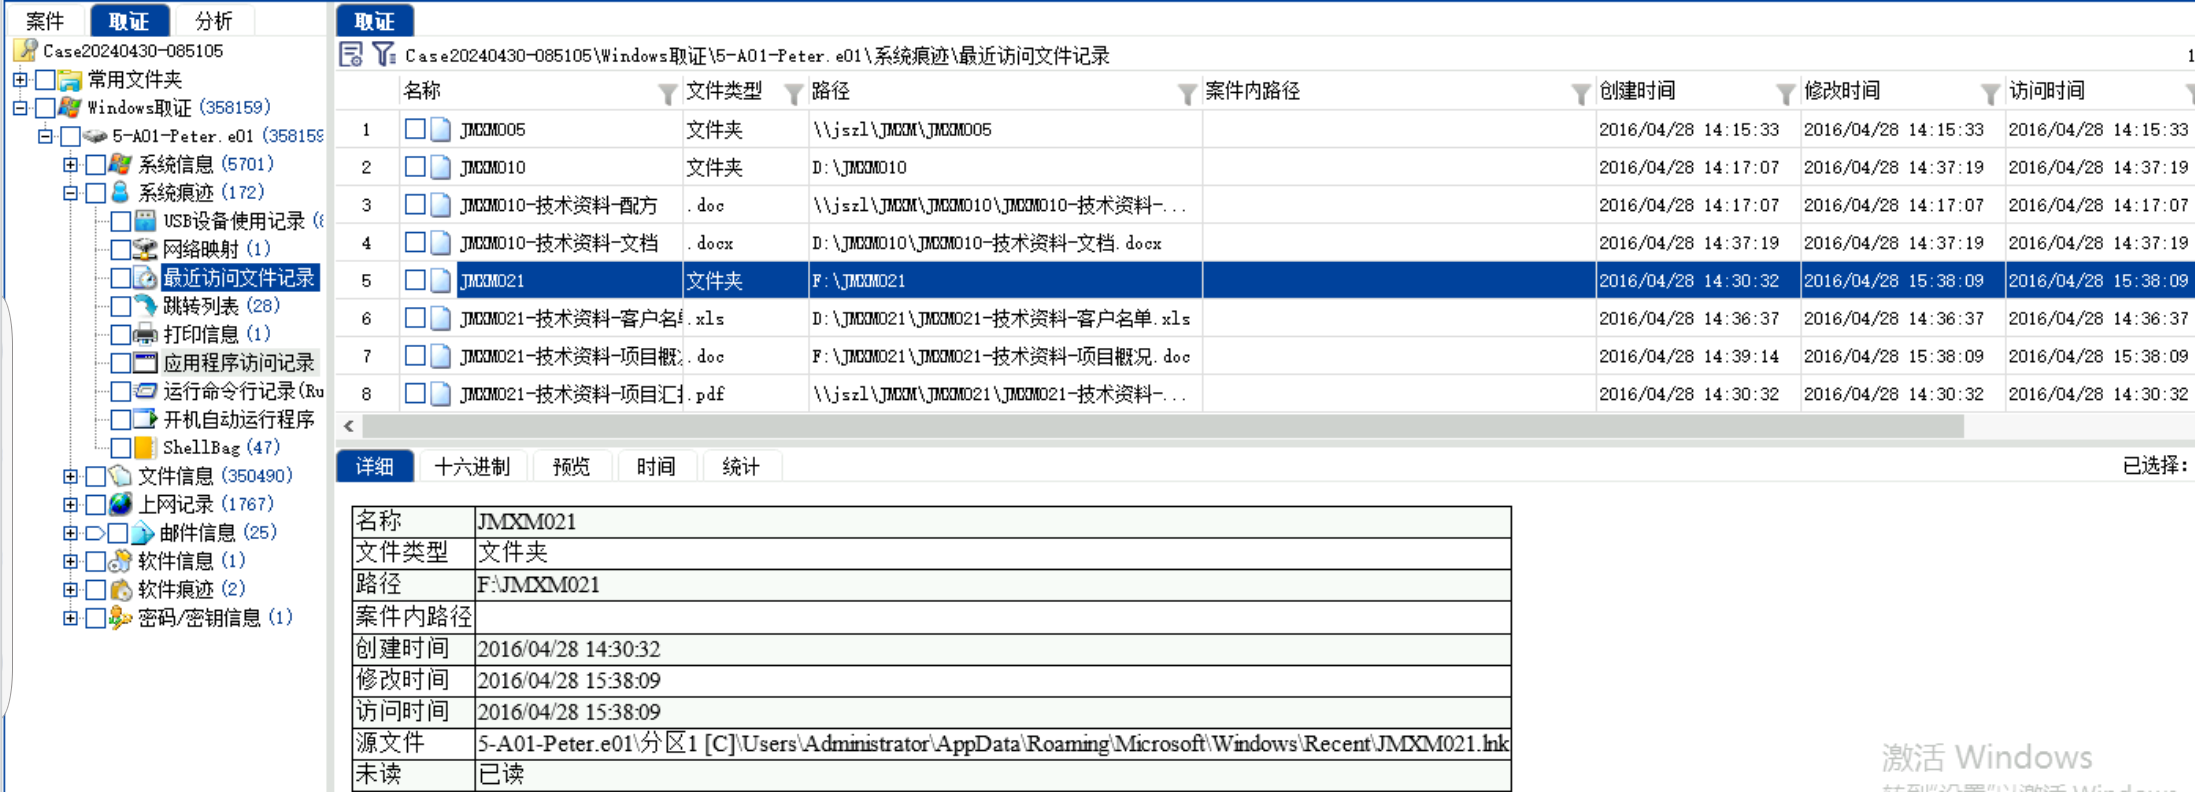 案件 取证 分析
Case20240430-085105
常用文件夹
Windows取证 (358159)
5-A01-Peter.e01 (358159
系统信息 (5701)
系统痕迹 (172)
USB设备使用记录 (
网络映射 (1)
最近访问文件记录
跳转列表 (28)
打印信息 (1)
应用程序访问记录
运行命令行记录(Ru
开机自动运行程序
ShellBag (47)
文件信息 (350490)
上网记录 (1767)
邮件信息 (25)
软件信息 (1)
软件痕迹 (2)
密码/密钥信息 (1)
取证
Case20240430-085105\Windows取证\5-A01-Peter.e01\系统痕迹\最近访问文件记录
名称 文件类型 路径 案件内路径 创建时间 修改时间 访问时间
1 JMXM005 文件夹 \\jszl\JMXM\JMXM005 2016/04/28 14:15:33 2016/04/28 14:15:33 2016/04/28 14:15:33
2 JMXM010 文件夹 D:\JMXM010 2016/04/28 14:17:07 2016/04/28 14:37:19 2016/04/28 14:37:19
3 JMXM010-技术资料-配方 .doc \\jszl\JMXM\JMXM010\JMXM010-技术资料-... 2016/04/28 14:17:07 2016/04/28 14:17:07 2016/04/28 14:17:07
4 JMXM010-技术资料-文档 .docx D:\JMXM010\JMXM010-技术资料-文档.docx 2016/04/28 14:37:19 2016/04/28 14:37:19 2016/04/28 14:37:19
5 JMXM021 文件夹 F:\JMXM021 2016/04/28 14:30:32 2016/04/28 15:38:09 2016/04/28 15:38:09
6 JMXM021-技术资料-客户名 .xls D:\JMXM021\JMXM021-技术资料-客户名单.xls 2016/04/28 14:36:37 2016/04/28 14:36:37 2016/04/28 14:36:37
7 JMXM021-技术资料-项目概 .doc F:\JMXM021\JMXM021-技术资料-项目概况.doc 2016/04/28 14:39:14 2016/04/28 15:38:09 2016/04/28 15:38:09
8 JMXM021-技术资料-项目汇 .pdf \\jszl\JMXM\JMXM021\JMXM021-技术资料-... 2016/04/28 14:30:32 2016/04/28 14:30:32 2016/04/28 14:30:32
详细 十六进制 预览 时间 统计 已选择:
名称 JMXM021
文件类型 文件夹
路径 F:\JMXM021
案件内路径
创建时间 2016/04/28 14:30:32
修改时间 2016/04/28 15:38:09
访问时间 2016/04/28 15:38:09
源文件 5-A01-Peter.e01\分区1 [C]\Users\Administrator\AppData\Roaming\Microsoft\Windows\Recent\JMXM021.lnk
未读 已读
激活 Windows